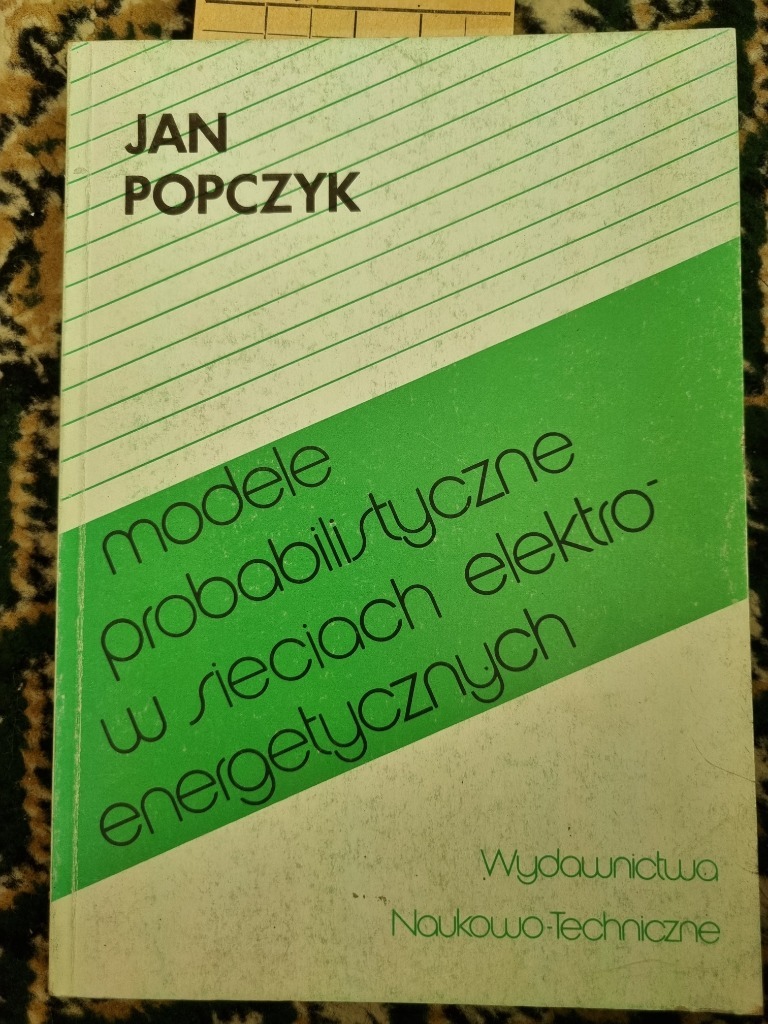 JAN
POPCZYK
modele
probabilistyczne
w sieciach elektro-
energetycznych
Wydawnictwa
Naukowo-Techniczne